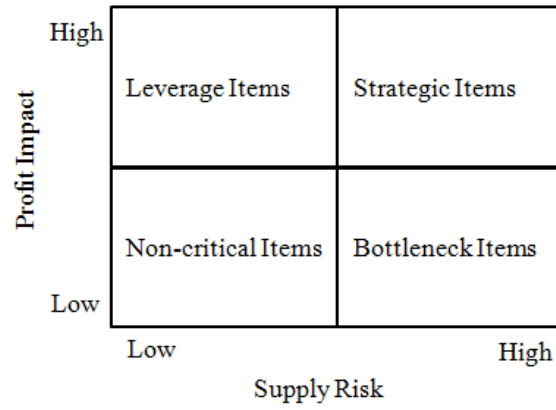 High
Leverage Items
Strategic Items
Profit Impact
Non-critical Items
Bottleneck Items
Low
Low
High
Supply Risk